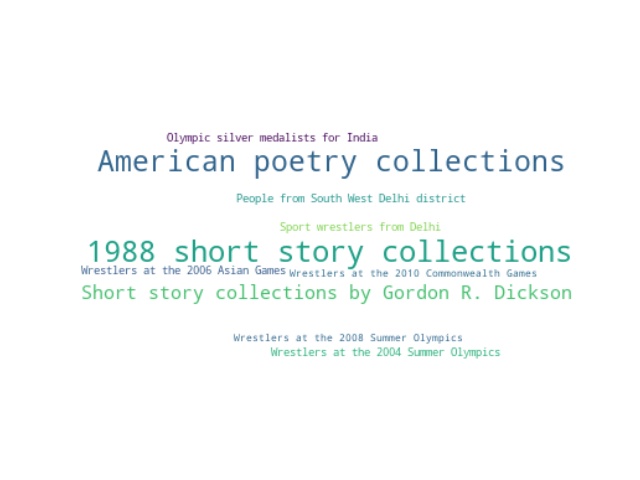 Olympic silver medalists for India
American poetry collections
People from South West Delhi district
Sport wrestlers from Delhi
1988 short story collections
Wrestlers at the 2006 Asian Games
Wrestlers at the 2010 Commonwealth Games
Short story collections by Gordon R. Dickson
Wrestlers at the 2008 Summer Olympics
Wrestlers at the 2004 Summer Olympics